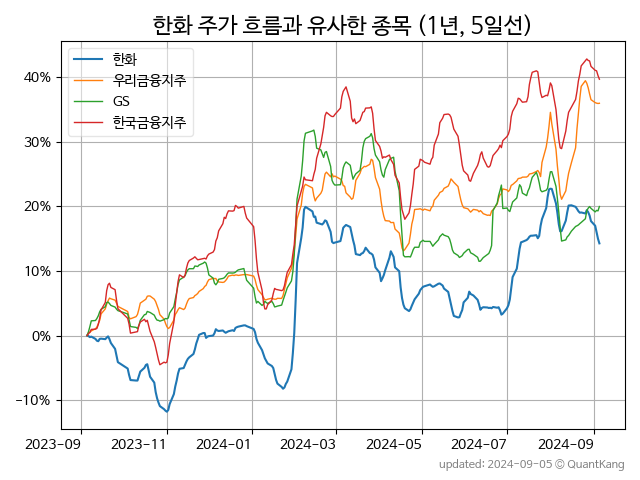 한화 주가 흐름과 유사한 종목 (1년, 5일선)
한화
우리금융지주
GS
한국금융지주
40%
30%
20%
10%
0%
−10%
2023−09
2023−11
2024−01
2024−03
2024−05
2024−07
2024−09
updated: 2024-09-05 ⓒ QuantKang